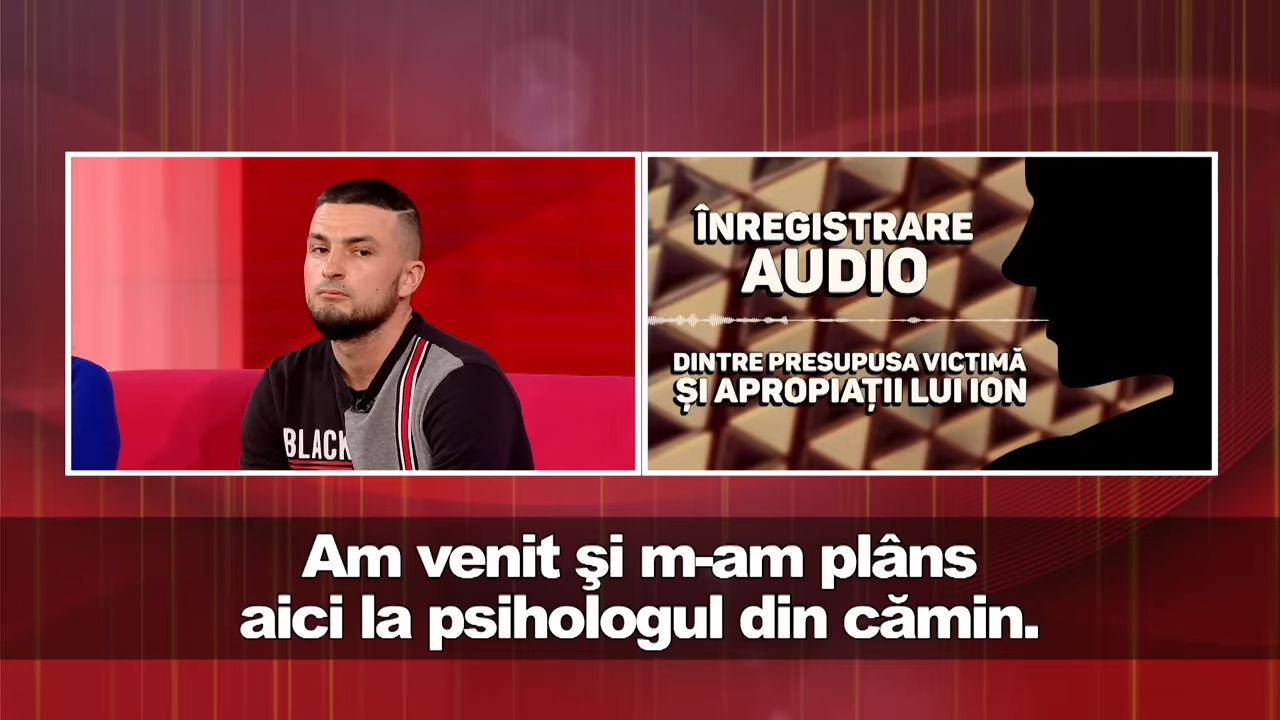 BLACK
ÎNREGISTRARE
AUDIO
DINTRE PRESUPUSA VICTIMĂ
ȘI APROPIAȚII LUI ION
Am venit şi m-am plâns
aici la psihologul din cămin.